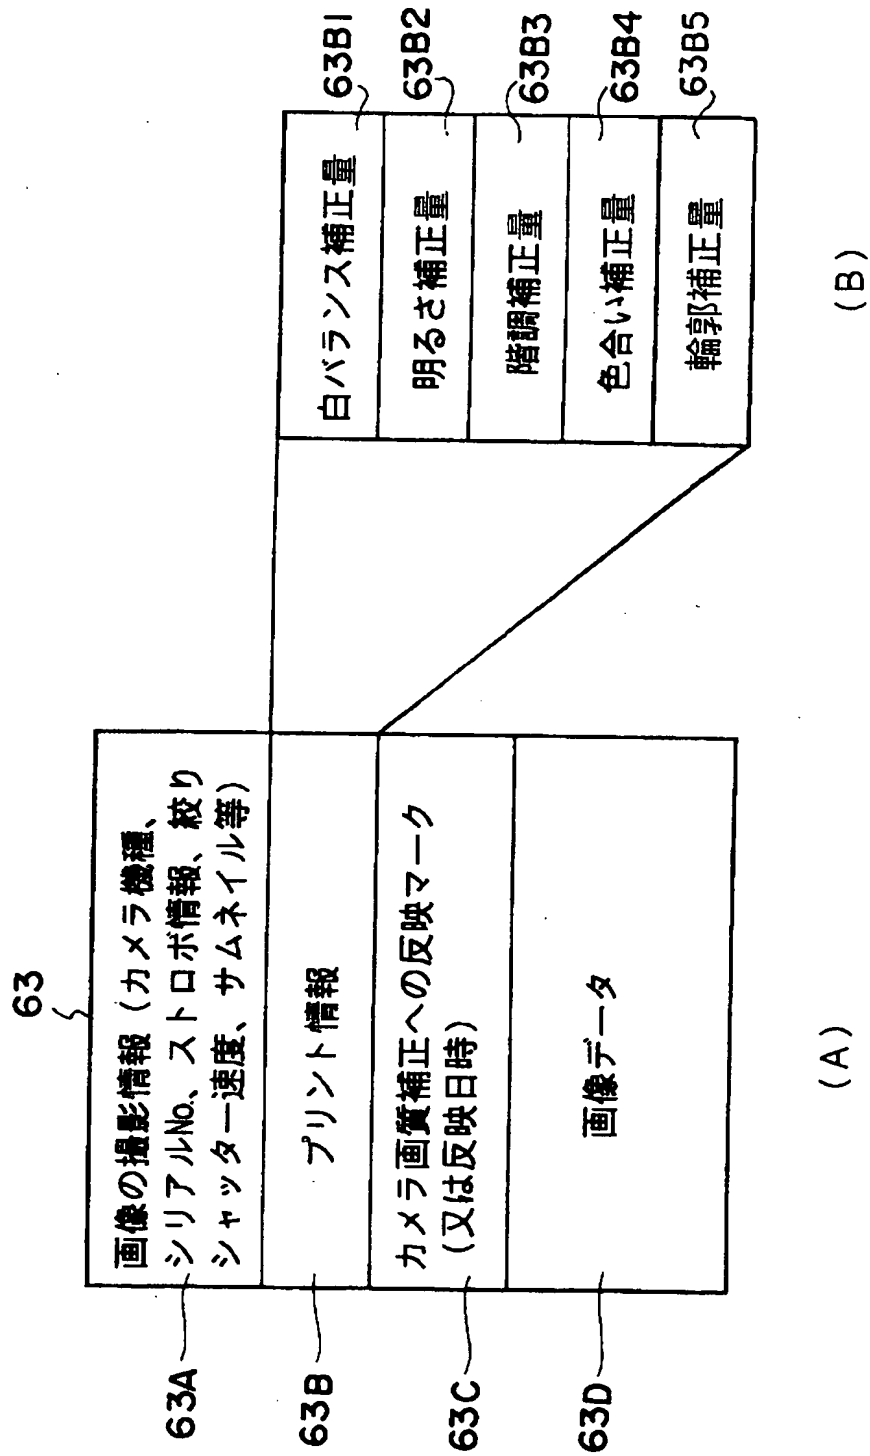 63
画像の撮影情報（カメラ機種、
シリアルNo.、ストロボ情報、絞り
シャッター速度、サムネイル等）
63A
プリント情報
63B
カメラ画質補正への反映マーク
（又は反映日時）
63C
画像データ
63D
(A)
白バランス補正量
63B1
明るさ補正量
63B2
階調補正量
63B3
色合い補正量
63B4
輪郭補正量
63B5
(B)